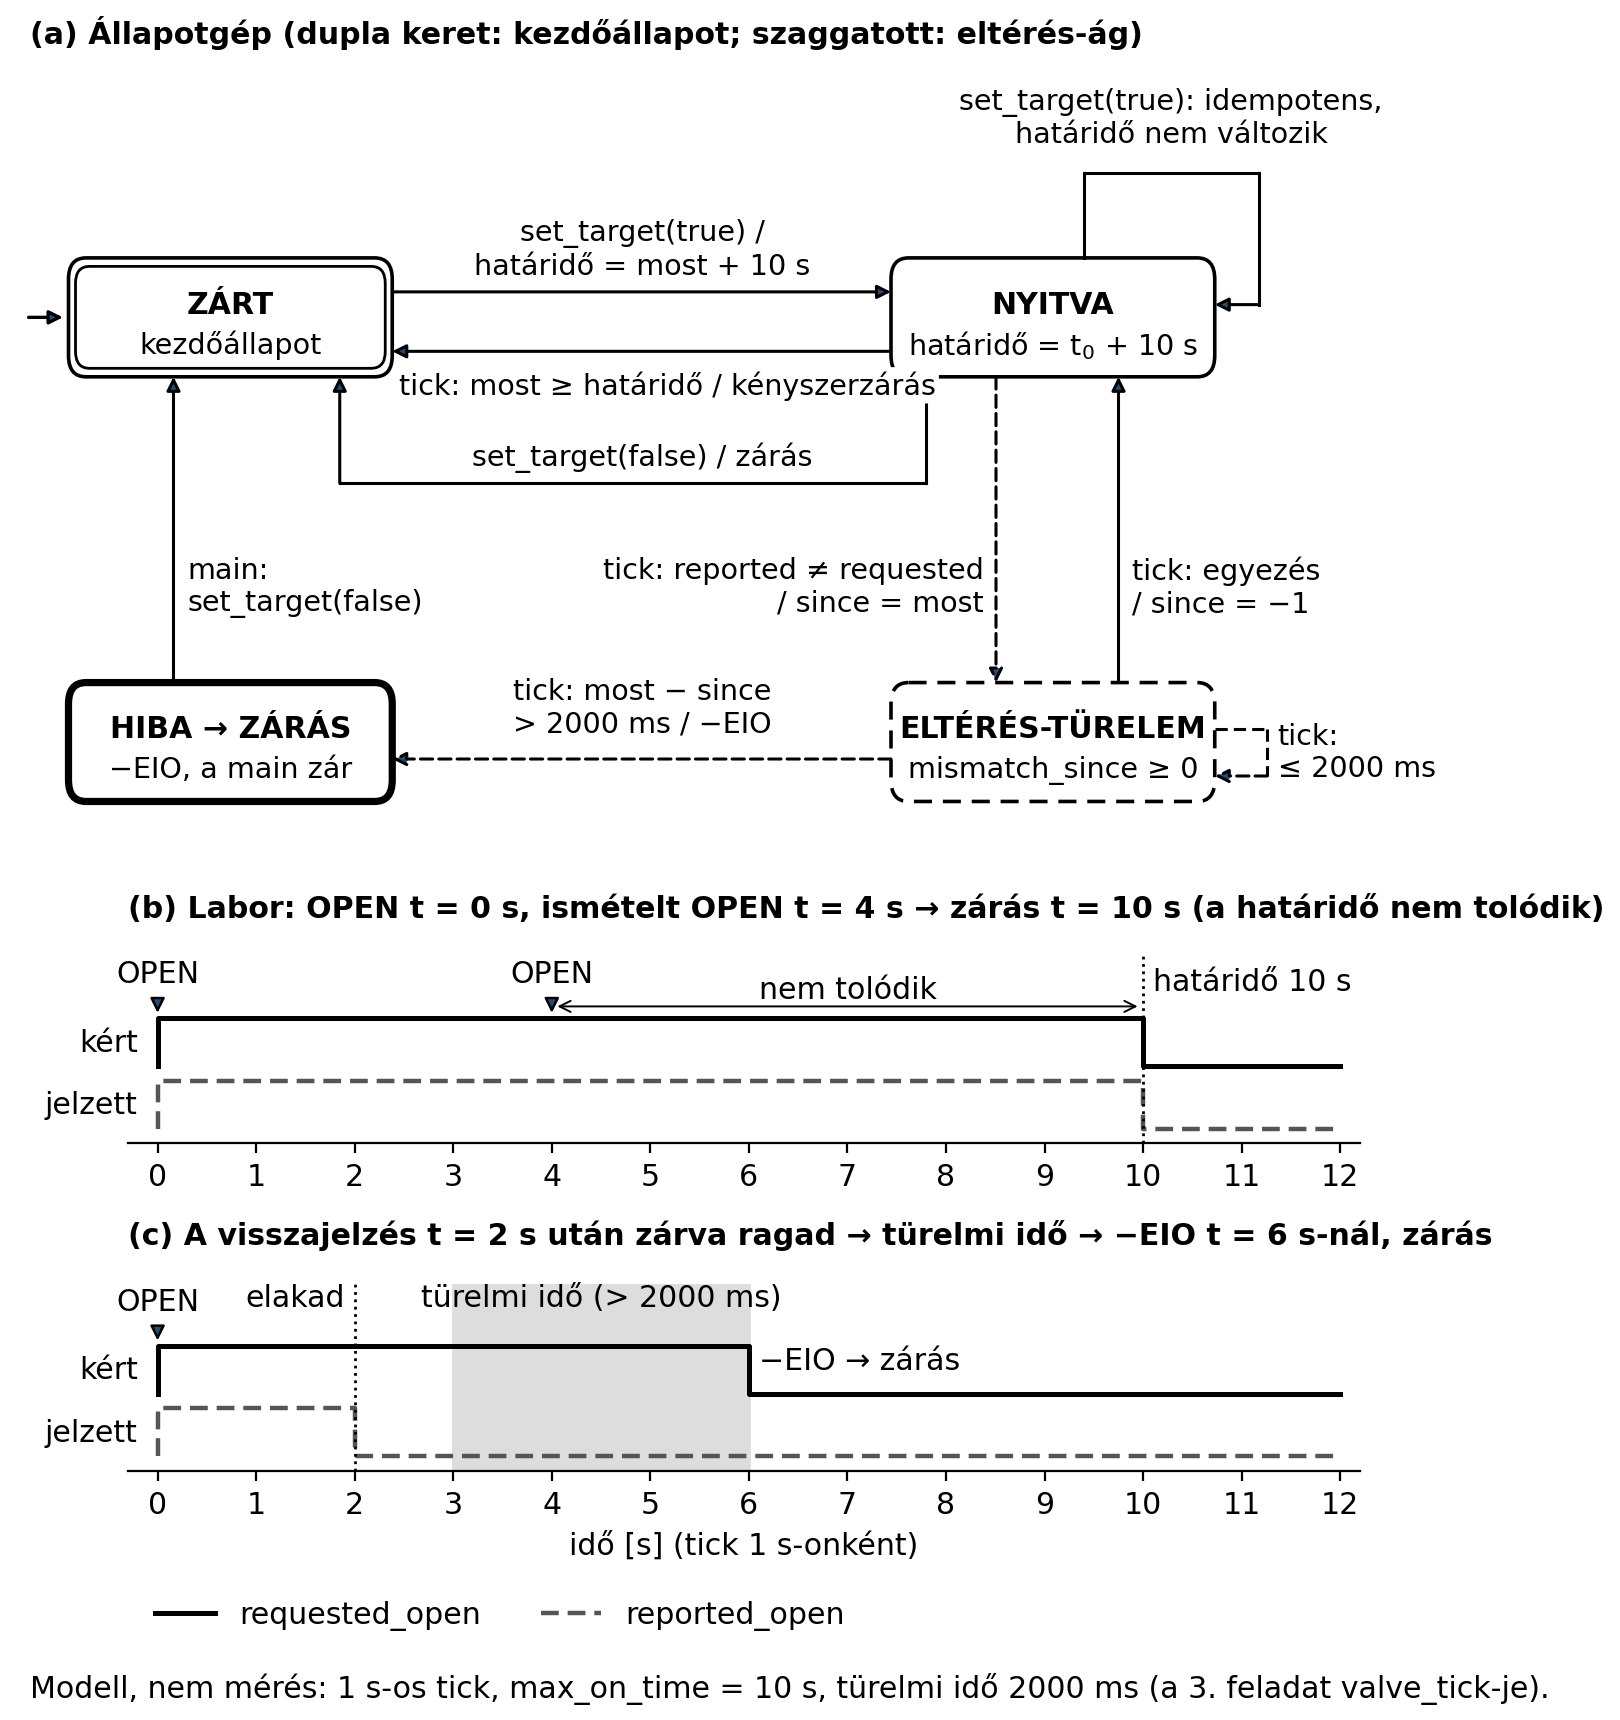 (a) Állapotgép (dupla keret: kezdőállapot; szaggatott: eltérés-ág)
set_target(true): idempotens,
határidő nem változik
set_target(true) /
határidő = most + 10 s
ZÁRT
kezdőállapot
NYITVA
határidő = t₀ + 10 s
tick: most ≥ határidő / kényszerzárás
set_target(false) / zárás
main:
set_target(false)
tick: reported ≠ requested
/ since = most
tick: egyezés
/ since = −1
HIBA → ZÁRÁS
−EIO, a main zár
tick: most − since
> 2000 ms / −EIO
ELTÉRÉS-TÜRELEM
mismatch_since ≥ 0
tick:
≤ 2000 ms
(b) Labor: OPEN t = 0 s, ismételt OPEN t = 4 s → zárás t = 10 s (a határidő nem tolódik)
OPEN OPEN nem tolódik határidő 10 s
kért
jelzett
0 1 2 3 4 5 6 7 8 9 10 11 12
(c) A visszajelzés t = 2 s után zárva ragad → türelmi idő → −EIO t = 6 s-nál, zárás
OPEN elakad türelmi idő (> 2000 ms)
kért −EIO → zárás
jelzett
0 1 2 3 4 5 6 7 8 9 10 11 12
idő [s] (tick 1 s-onként)
requested_open reported_open
Modell, nem mérés: 1 s-os tick, max_on_time = 10 s, türelmi idő 2000 ms (a 3. feladat valve_tick-je).